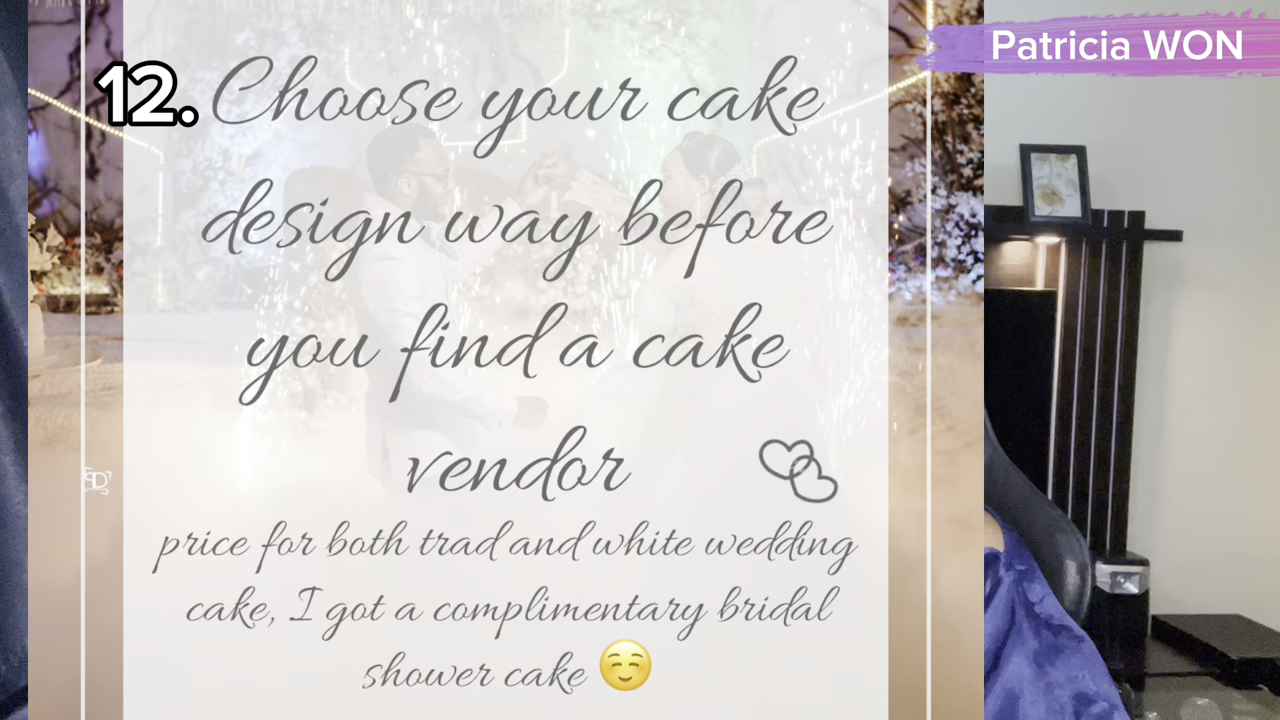 Patricia WON
12. Choose your cake
design way before
you find a cake
vendor
price for both trad and white wedding
cake, I got a complimentary bridal
shower cake ☺️